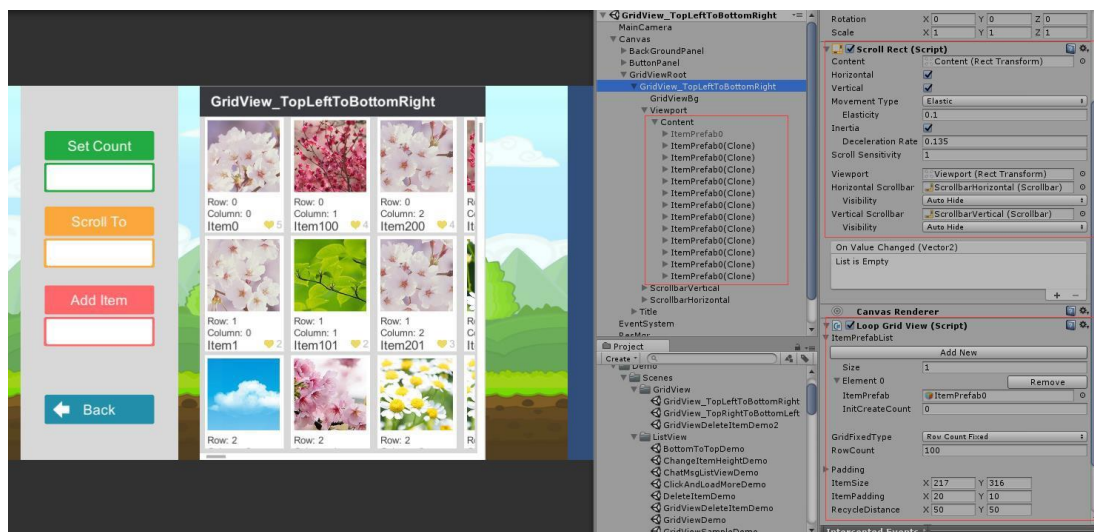 GridView_TopLeftToBottomRight
Set Count
Scroll To
Add Item
Back
Row: 0
Column: 0
Item0
5
Row: 0
Column: 1
Item100
4
Row: 0
Column: 2
Item200
4
Row: 1
Column: 0
Item1
2
Row: 1
Column: 1
Item101
2
Row: 1
Column: 2
Item201
3
Row: 2
Row: 2
Row: 2
GridView_TopLeftToBottomRight
MainCamera
Canvas
BackGroundPanel
ButtonPanel
GridViewRoot
GridView_TopLeftToBottomRight
GridViewBg
Viewport
Content
ItemPrefab0
ItemPrefab0(Clone)
ItemPrefab0(Clone)
ItemPrefab0(Clone)
ItemPrefab0(Clone)
ItemPrefab0(Clone)
ItemPrefab0(Clone)
ItemPrefab0(Clone)
ItemPrefab0(Clone)
ItemPrefab0(Clone)
ItemPrefab0(Clone)
ItemPrefab0(Clone)
ItemPrefab0(Clone)
ScrollbarVertical
ScrollbarHorizontal
Title
EventSystem
Project
Create
Demo
Scenes
GridView
GridView_TopLeftToBottomRight
GridView_TopRightToBottomLeft
GridViewDeleteItemDemo2
ListView
BottomToTopDemo
ChangeItemHeightDemo
ChatMsgListViewDemo
ClickAndLoadMoreDemo
DeleteItemDemo
GridViewDeleteItemDemo
GridViewDemo
GridViewSampleDemo
Rotation X 0 Y 0 Z 0
Scale X 1 Y 1 Z 1
Scroll Rect (Script)
Content Content (Rect Transform)
Horizontal
Vertical
Movement Type Elastic
Elasticity 0.1
Inertia
Deceleration Rate 0.135
Scroll Sensitivity 1
Viewport Viewport (Rect Transform)
Horizontal Scrollbar ScrollbarHorizontal (Scrollbar)
Visibility Auto Hide
Vertical Scrollbar ScrollbarVertical (Scrollbar)
Visibility Auto Hide
On Value Changed (Vector2)
List is Empty
Canvas Renderer
Loop Grid View (Script)
ItemPrefabList
Add New
Size 1
Element 0 Remove
ItemPrefab ItemPrefab0
InitCreateCount 0
GridFixedType Row Count Fixed
RowCount 100
Padding
ItemSize X 217 Y 316
ItemPadding X 20 Y 10
RecycleDistance X 50 Y 50
Intercepted Events